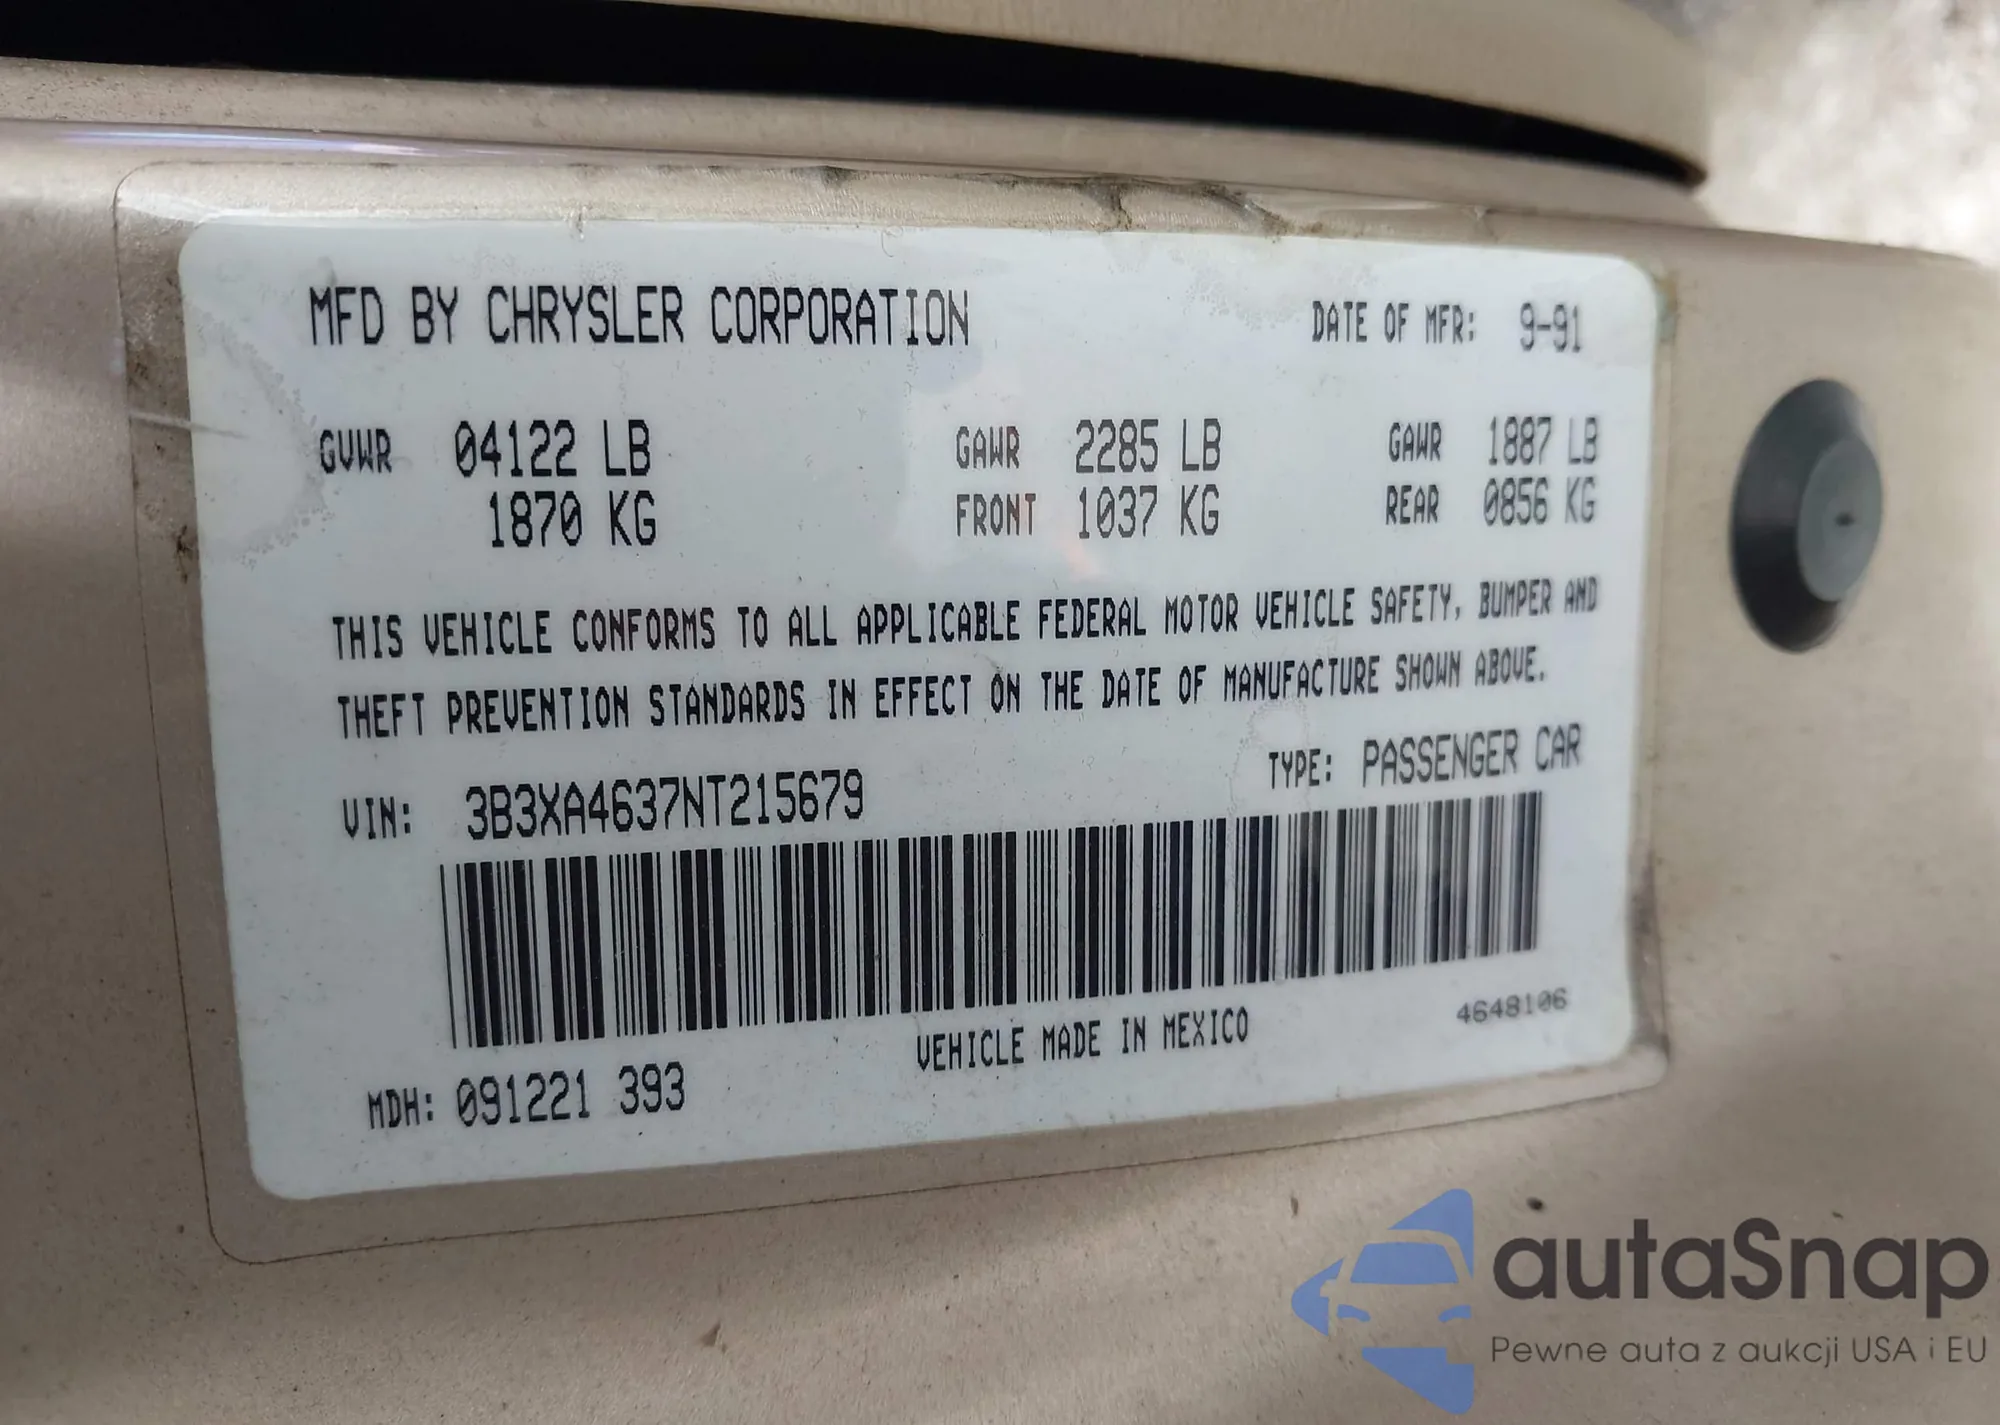 MFD BY CHRYSLER CORPORATION DATE OF MFR: 9-91
GVWR 04122 LB GAWR 2285 LB GAWR 1887 LB
1870 KG FRONT 1037 KG REAR 0856 KG
THIS VEHICLE CONFORMS TO ALL APPLICABLE FEDERAL MOTOR VEHICLE SAFETY, BUMPER AND
THEFT PREVENTION STANDARDS IN EFFECT ON THE DATE OF MANUFACTURE SHOWN ABOVE.
VIN: 3B3XA4637NT215679 TYPE: PASSENGER CAR
VEHICLE MADE IN MEXICO 4648106
MDH: 091221 393
autaSnap
Pewne auta z aukcji USA i EU